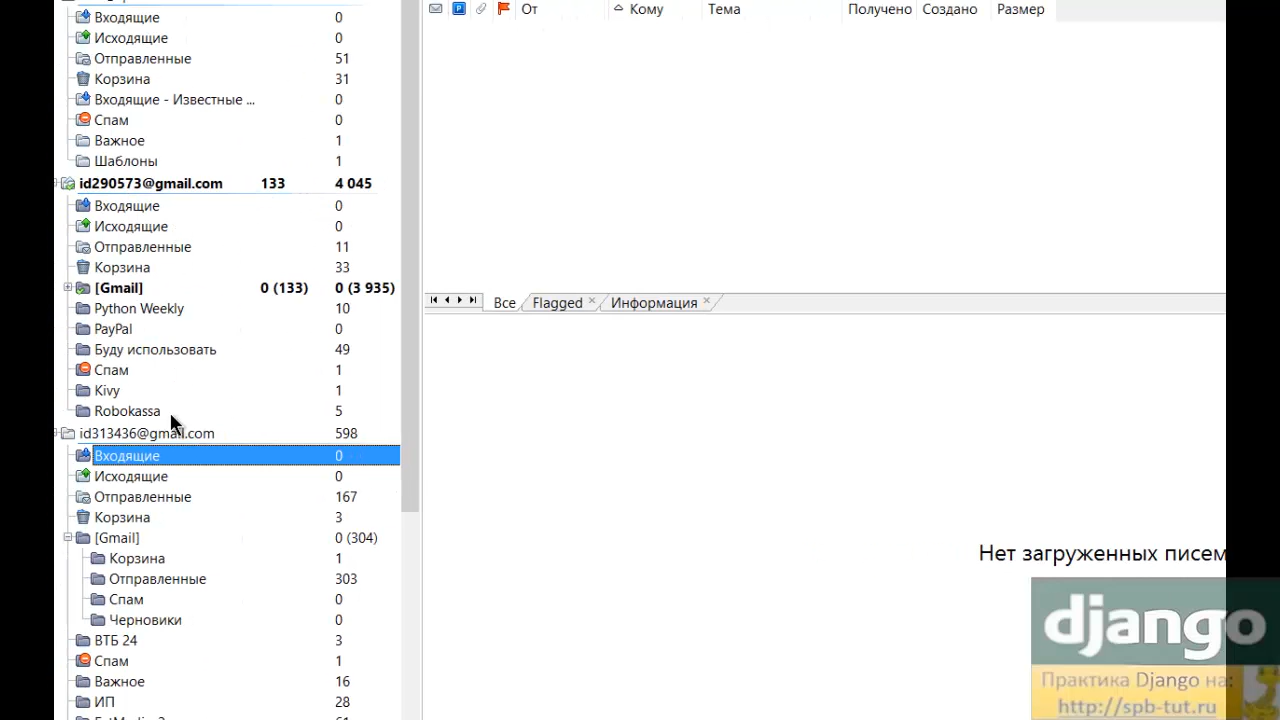 От Кому Тема Получено Создано Размер
Входящие 0
Исходящие 0
Отправленные 51
Корзина 31
Входящие - Известные ... 0
Спам 0
Важное 1
Шаблоны 1
id290573@gmail.com 133 4 045
Входящие 0
Исходящие 0
Отправленные 11
Корзина 33
[Gmail] 0 (133) 0 (3 935)
Python Weekly 10
PayPal 0
Буду использовать 49
Спам 1
Kivy 1
Robokassa 5
id313436@gmail.com 598
Входящие 0
Исходящие 0
Отправленные 167
Корзина 3
[Gmail] 0 (304)
Корзина 1
Отправленные 303
Спам 0
Черновики 0
ВТБ 24 3
Спам 1
Важное 16
ИП 28
Все Flagged Информация
Нет загруженных писем
django
Практика Django на:
http://spb-tut.ru